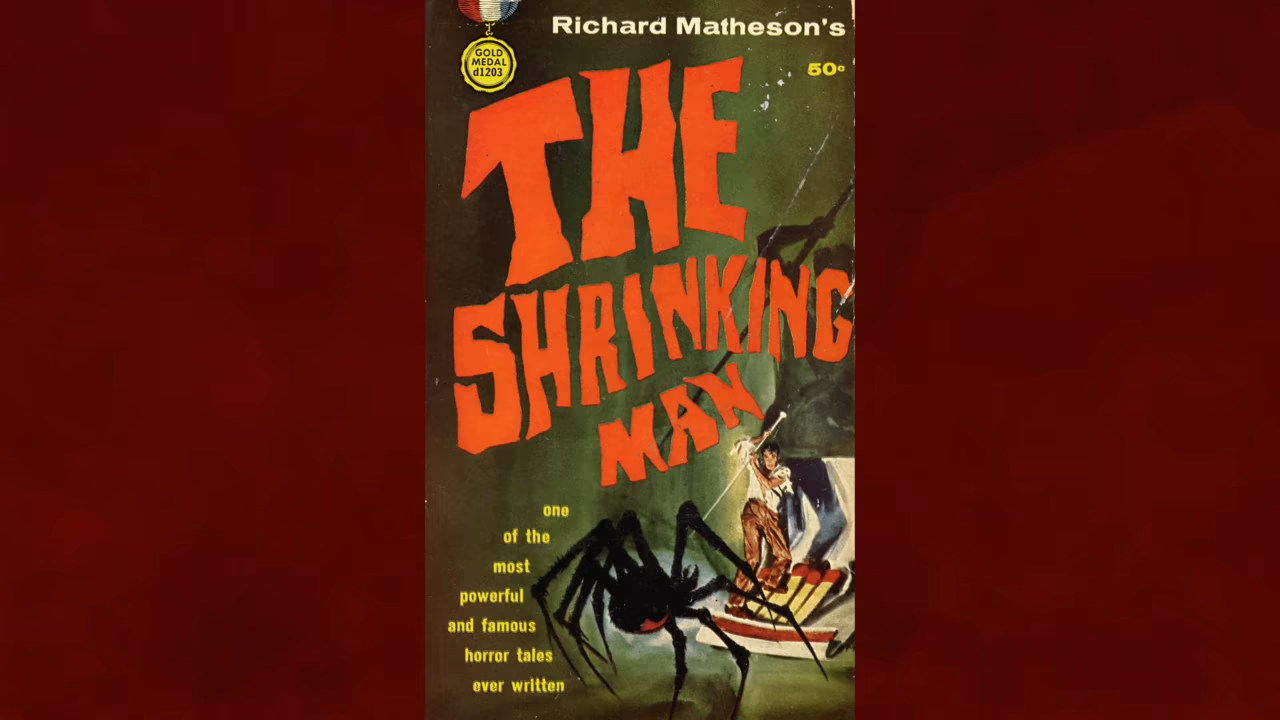 Richard Matheson's
GOLD
MEDAL
d1203
50¢
THE
SHRINKING
MAN
one
of the
most
powerful
and famous
horror tales
ever written